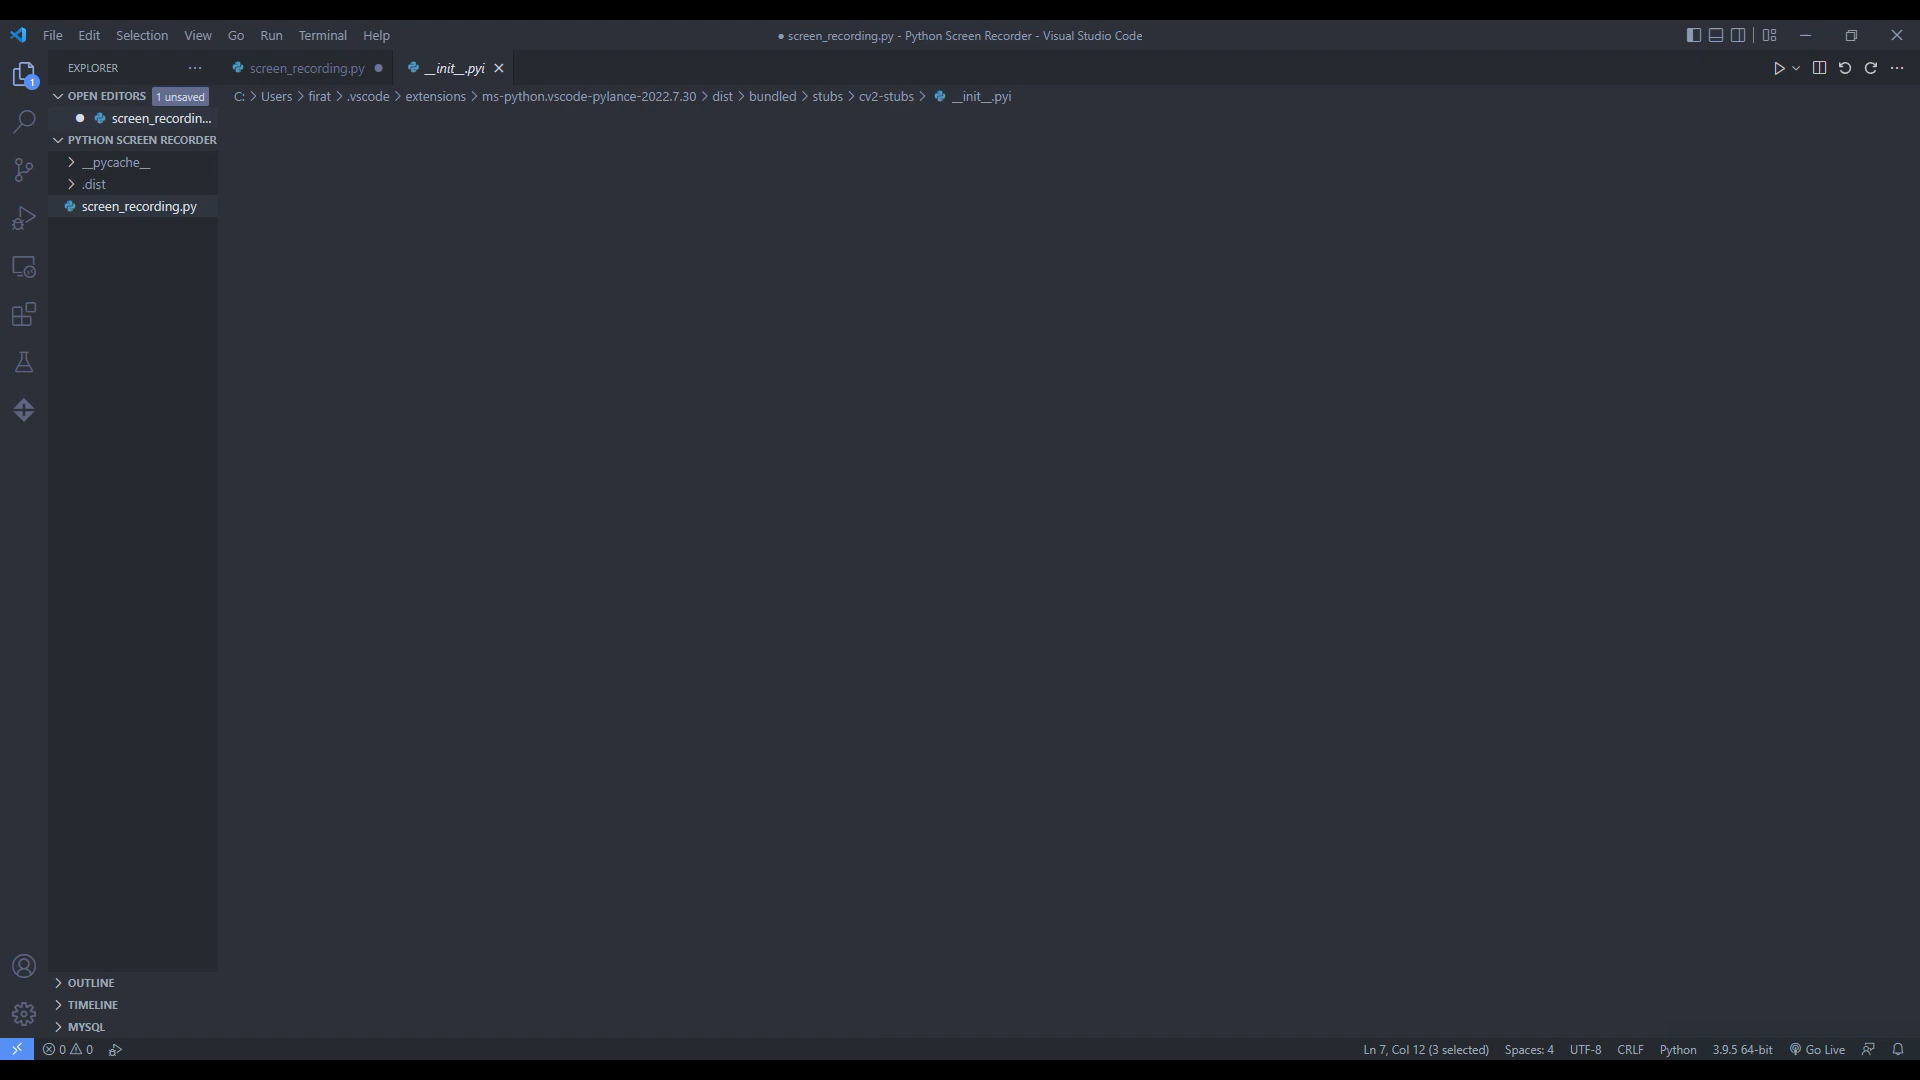 File Edit Selection View Go Run Terminal Help
● screen_recording.py - Python Screen Recorder - Visual Studio Code
EXPLORER
screen_recording.py
__init__.pyi
OPEN EDITORS 1 unsaved
C: > Users > firat > .vscode > extensions > ms-python.vscode-pylance-2022.7.30 > dist > bundled > stubs > cv2-stubs > __init__.pyi
1
screen_recordin...
PYTHON SCREEN RECORDER
__pycache__
.dist
screen_recording.py
OUTLINE
TIMELINE
MYSQL
0 0
Ln 7, Col 12 (3 selected) Spaces: 4 UTF-8 CRLF Python 3.9.5 64-bit Go Live